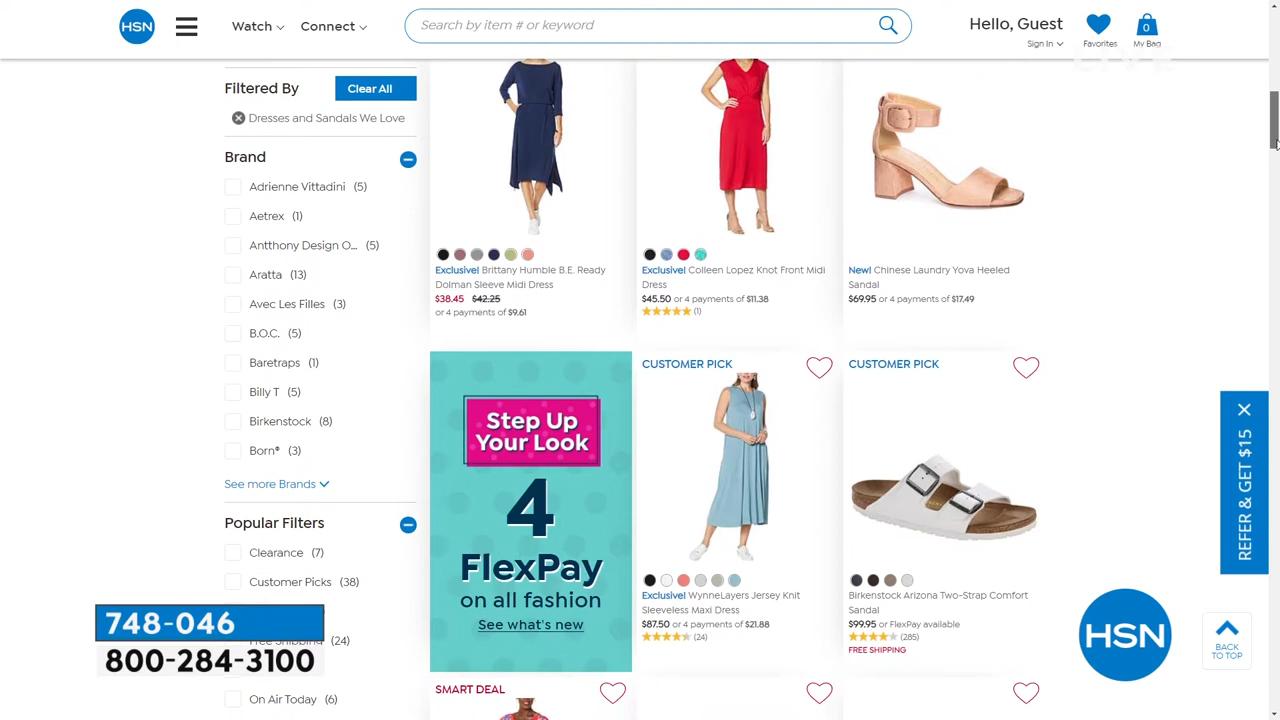 HSN
Watch
Connect
Search by item # or keyword
Hello, Guest
Sign In
Favorites
0
My Bag
Filtered By
Clear All
Dresses and Sandals We Love
Brand
Adrienne Vittadini (5)
Aetrex (1)
Antthony Design O... (5)
Aratta (13)
Avec Les Filles (3)
B.O.C. (5)
Baretraps (1)
Billy T (5)
Birkenstock (8)
Born® (3)
See more Brands
Popular Filters
Clearance (7)
Customer Picks (38)
Free Shipping (24)
On Air Today (6)
748-046
800-284-3100
Exclusive! Brittany Humble B.E. Ready
Dolman Sleeve Midi Dress
$38.45 $42.25
or 4 payments of $9.61
Exclusive! Colleen Lopez Knot Front Midi
Dress
$45.50 or 4 payments of $11.38
(1)
New! Chinese Laundry Yova Heeled
Sandal
$69.95 or 4 payments of $17.49
Step Up
Your Look
4
FlexPay
on all fashion
See what's new
CUSTOMER PICK
Exclusive! WynneLayers Jersey Knit
Sleeveless Maxi Dress
$87.50 or 4 payments of $21.88
(24)
CUSTOMER PICK
Birkenstock Arizona Two-Strap Comfort
Sandal
$99.95 or FlexPay available
(285)
FREE SHIPPING
SMART DEAL
REFER & GET $15
HSN
BACK
TO TOP